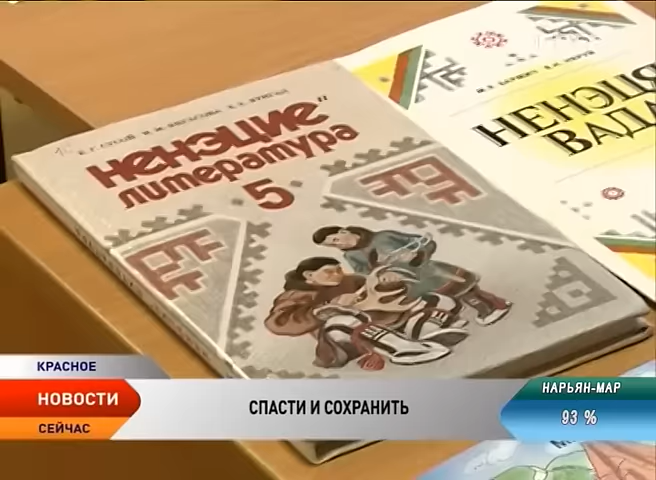 НЕНЭЦИЕ"
литература
5
НЕНЭЦЯ
ВАДА
КРАСНОЕ
НОВОСТИ
СЕЙЧАС
СПАСТИ И СОХРАНИТЬ
НАРЬЯН-МАР
93 %